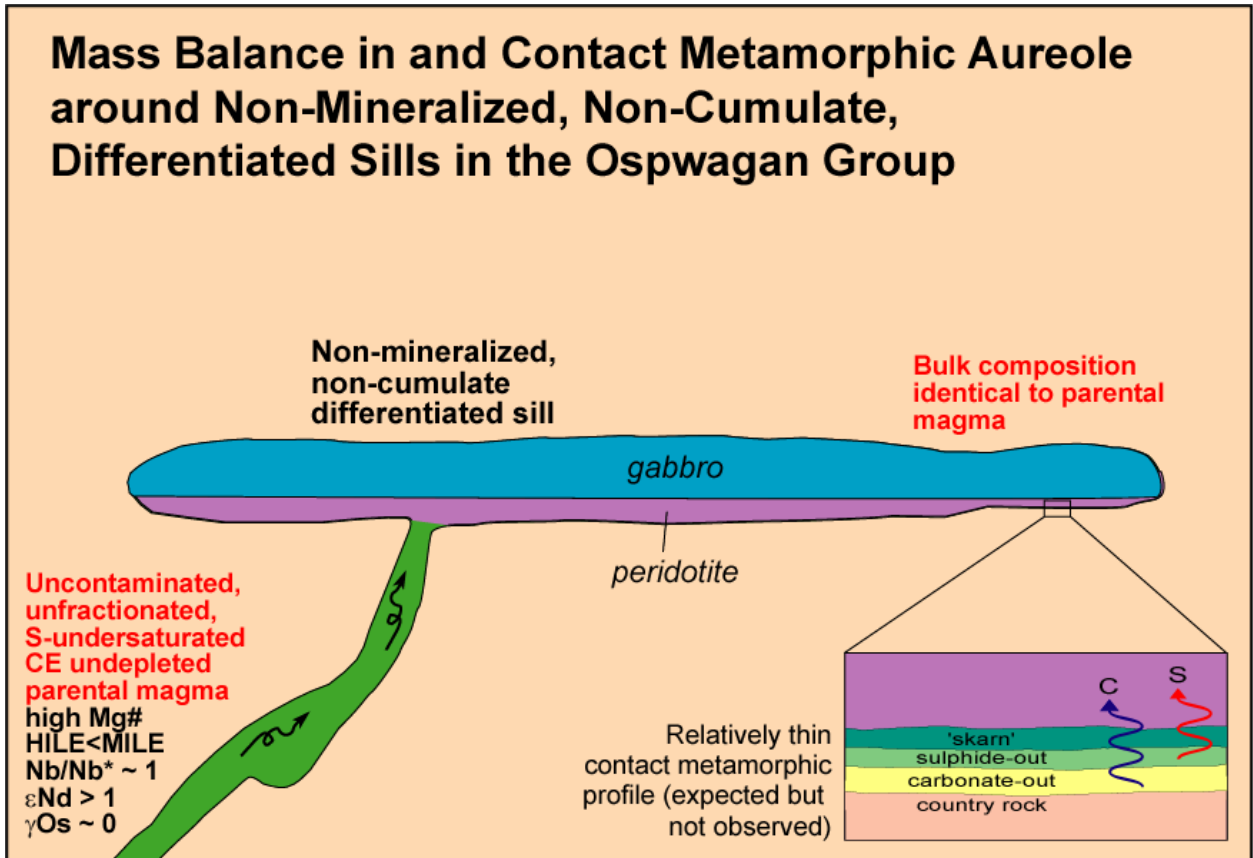 Mass Balance in and Contact Metamorphic Aureole
around Non-Mineralized, Non-Cumulate,
Differentiated Sills in the Ospwagan Group
Non-mineralized,
non-cumulate
differentiated sill
Bulk composition
identical to parental
magma
gabbro
peridotite
Uncontaminated,
unfractionated,
S-undersaturated
CE undepleted
parental magma
high Mg#
HILE<MILE
Nb/Nb* ~ 1
εNd > 1
γOs ~ 0
Relatively thin
contact metamorphic
profile (expected but
not observed)
C
S
'skarn'
sulphide-out
carbonate-out
country rock